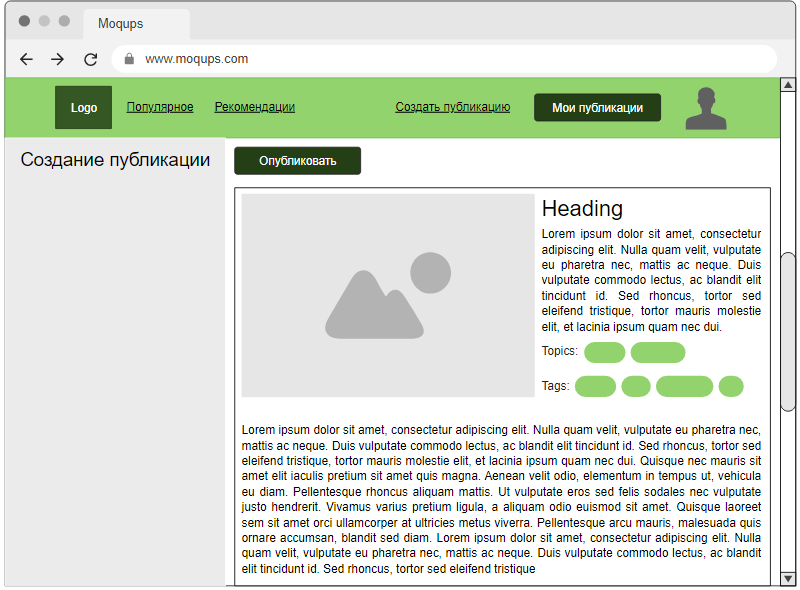 Moqups
www.moqups.com
Logo Популярное Рекомендации Создать публикацию Мои публикации
Создание публикации
Опубликовать
Heading
Lorem ipsum dolor sit amet, consectetur
adipiscing elit. Nulla quam velit, vulputate
eu pharetra nec, mattis ac neque. Duis
vulputate commodo lectus, ac blandit elit
tincidunt id. Sed rhoncus, tortor sed
eleifend tristique, tortor mauris molestie
elit, et lacinia ipsum quam nec dui.
Topics:
Tags:
Lorem ipsum dolor sit amet, consectetur adipiscing elit. Nulla quam velit, vulputate eu pharetra nec,
mattis ac neque. Duis vulputate commodo lectus, ac blandit elit tincidunt id. Sed rhoncus, tortor sed
eleifend tristique, tortor mauris molestie elit, et lacinia ipsum quam nec dui. Quisque nec mauris sit
amet elit iaculis pretium sit amet quis magna. Aenean velit odio, elementum in tempus ut, vehicula
eu diam. Pellentesque rhoncus aliquam mattis. Ut vulputate eros sed felis sodales nec vulputate
justo hendrerit. Vivamus varius pretium ligula, a aliquam odio euismod sit amet. Quisque laoreet
sem sit amet orci ullamcorper at ultricies metus viverra. Pellentesque arcu mauris, malesuada quis
ornare accumsan, blandit sed diam. Lorem ipsum dolor sit amet, consectetur adipiscing elit. Nulla
quam velit, vulputate eu pharetra nec, mattis ac neque. Duis vulputate commodo lectus, ac blandit
elit tincidunt id. Sed rhoncus, tortor sed eleifend tristique